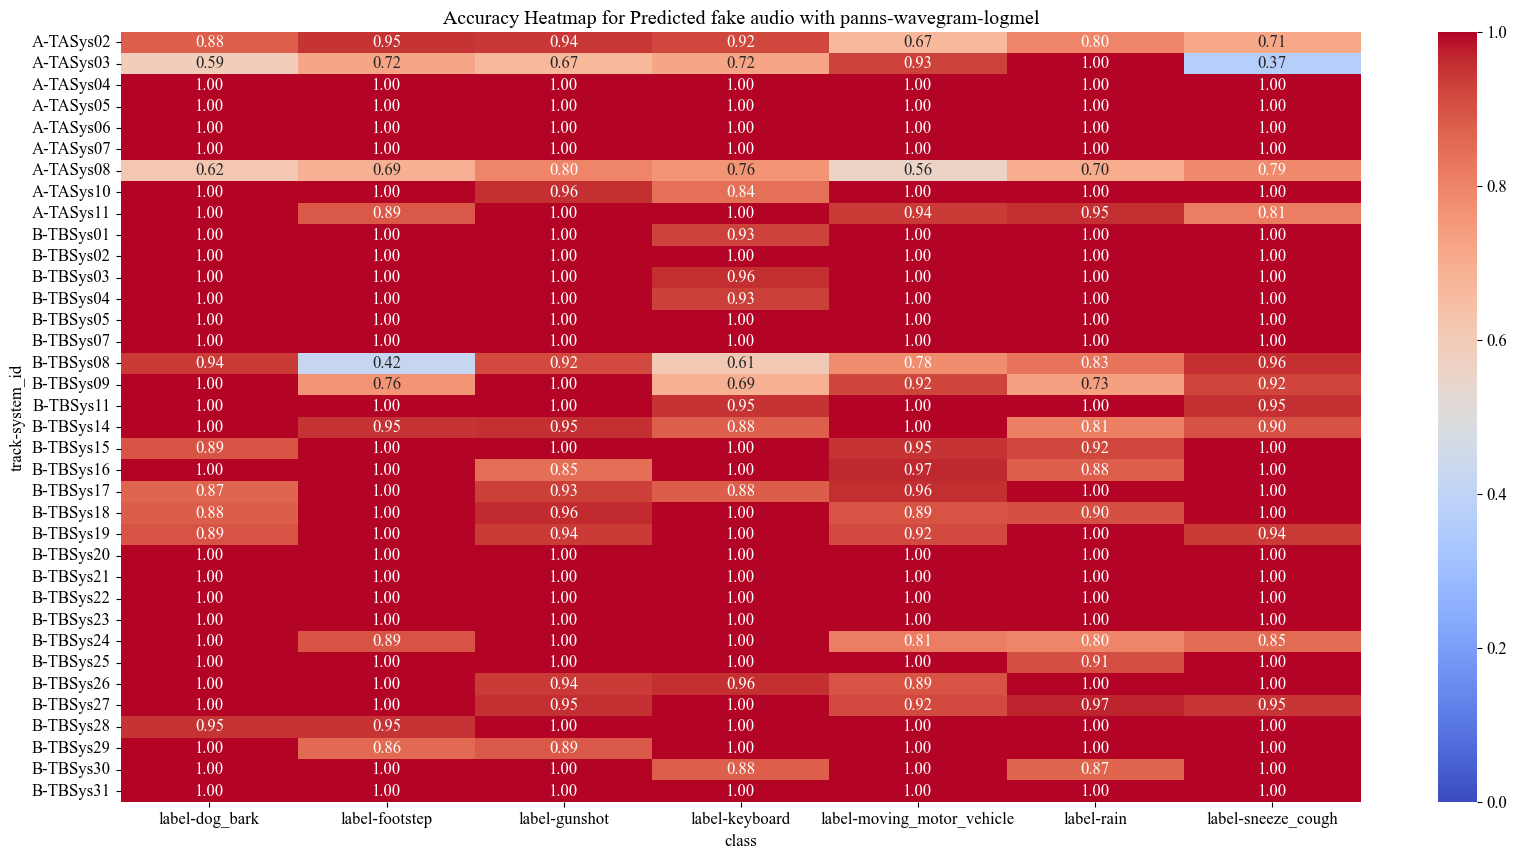 Accuracy Heatmap for Predicted fake audio with panns-wavegram-logmel
A-TASys02 0.88 0.95 0.94 0.92 0.67 0.80 0.71
A-TASys03 0.59 0.72 0.67 0.72 0.93 1.00 0.37
A-TASys04 1.00 1.00 1.00 1.00 1.00 1.00 1.00
A-TASys05 1.00 1.00 1.00 1.00 1.00 1.00 1.00
A-TASys06 1.00 1.00 1.00 1.00 1.00 1.00 1.00
A-TASys07 1.00 1.00 1.00 1.00 1.00 1.00 1.00
A-TASys08 0.62 0.69 0.80 0.76 0.56 0.70 0.79
A-TASys10 1.00 1.00 0.96 0.84 1.00 1.00 1.00
A-TASys11 1.00 0.89 1.00 1.00 0.94 0.95 0.81
B-TBSys01 1.00 1.00 1.00 0.93 1.00 1.00 1.00
B-TBSys02 1.00 1.00 1.00 1.00 1.00 1.00 1.00
B-TBSys03 1.00 1.00 1.00 0.96 1.00 1.00 1.00
B-TBSys04 1.00 1.00 1.00 0.93 1.00 1.00 1.00
B-TBSys05 1.00 1.00 1.00 1.00 1.00 1.00 1.00
B-TBSys07 1.00 1.00 1.00 1.00 1.00 1.00 1.00
B-TBSys08 0.94 0.42 0.92 0.61 0.78 0.83 0.96
B-TBSys09 1.00 0.76 1.00 0.69 0.92 0.73 0.92
B-TBSys11 1.00 1.00 1.00 0.95 1.00 1.00 0.95
B-TBSys14 1.00 0.95 0.95 0.88 1.00 0.81 0.90
B-TBSys15 0.89 1.00 1.00 1.00 0.95 0.92 1.00
B-TBSys16 1.00 1.00 0.85 1.00 0.97 0.88 1.00
B-TBSys17 0.87 1.00 0.93 0.88 0.96 1.00 1.00
B-TBSys18 0.88 1.00 0.96 1.00 0.89 0.90 1.00
B-TBSys19 0.89 1.00 0.94 1.00 0.92 1.00 0.94
B-TBSys20 1.00 1.00 1.00 1.00 1.00 1.00 1.00
B-TBSys21 1.00 1.00 1.00 1.00 1.00 1.00 1.00
B-TBSys22 1.00 1.00 1.00 1.00 1.00 1.00 1.00
B-TBSys23 1.00 1.00 1.00 1.00 1.00 1.00 1.00
B-TBSys24 1.00 0.89 1.00 1.00 0.81 0.80 0.85
B-TBSys25 1.00 1.00 1.00 1.00 1.00 0.91 1.00
B-TBSys26 1.00 1.00 0.94 0.96 0.89 1.00 1.00
B-TBSys27 1.00 1.00 0.95 1.00 0.92 0.97 0.95
B-TBSys28 0.95 0.95 1.00 1.00 1.00 1.00 1.00
B-TBSys29 1.00 0.86 0.89 1.00 1.00 1.00 1.00
B-TBSys30 1.00 1.00 1.00 0.88 1.00 0.87 1.00
B-TBSys31 1.00 1.00 1.00 1.00 1.00 1.00 1.00
label-dog_bark label-footstep label-gunshot label-keyboard label-moving_motor_vehicle label-rain label-sneeze_cough
class
track-system_id
1.0
0.8
0.6
0.4
0.2
0.0